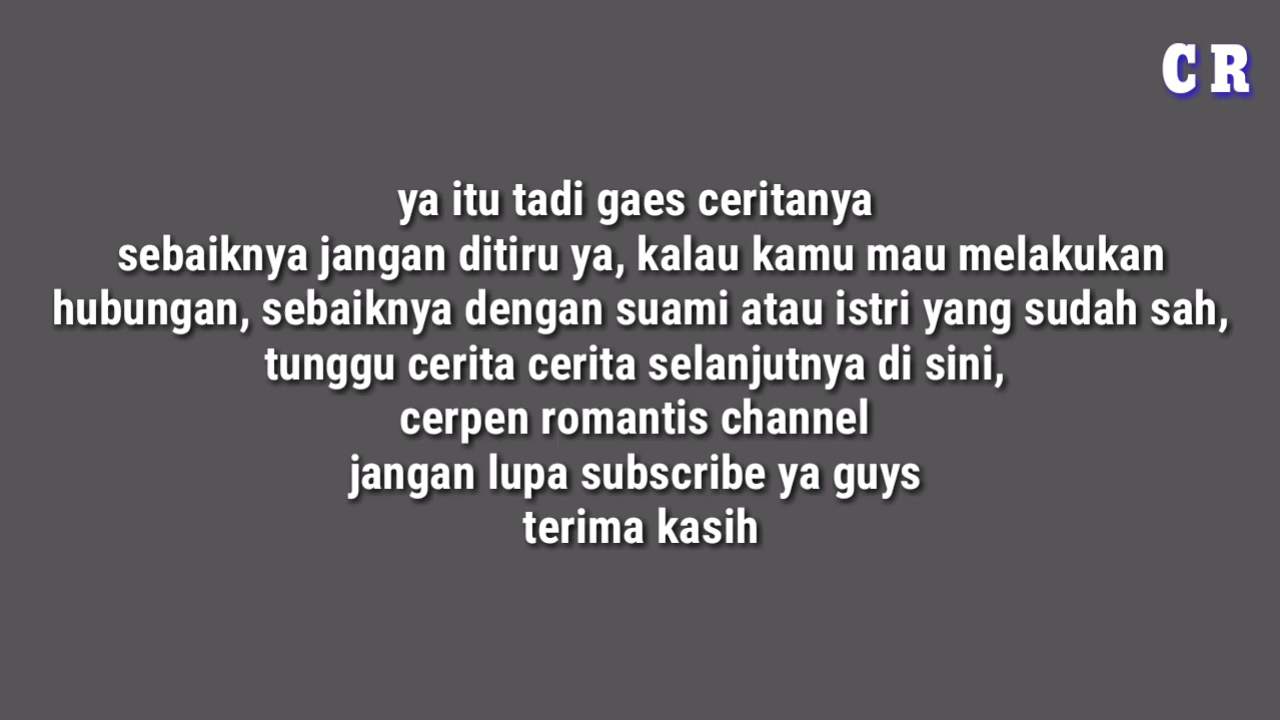 C R
ya itu tadi gaes ceritanya
sebaiknya jangan ditiru ya, kalau kamu mau melakukan
hubungan, sebaiknya dengan suami atau istri yang sudah sah,
tunggu cerita cerita selanjutnya di sini,
cerpen romantis channel
jangan lupa subscribe ya guys
terima kasih